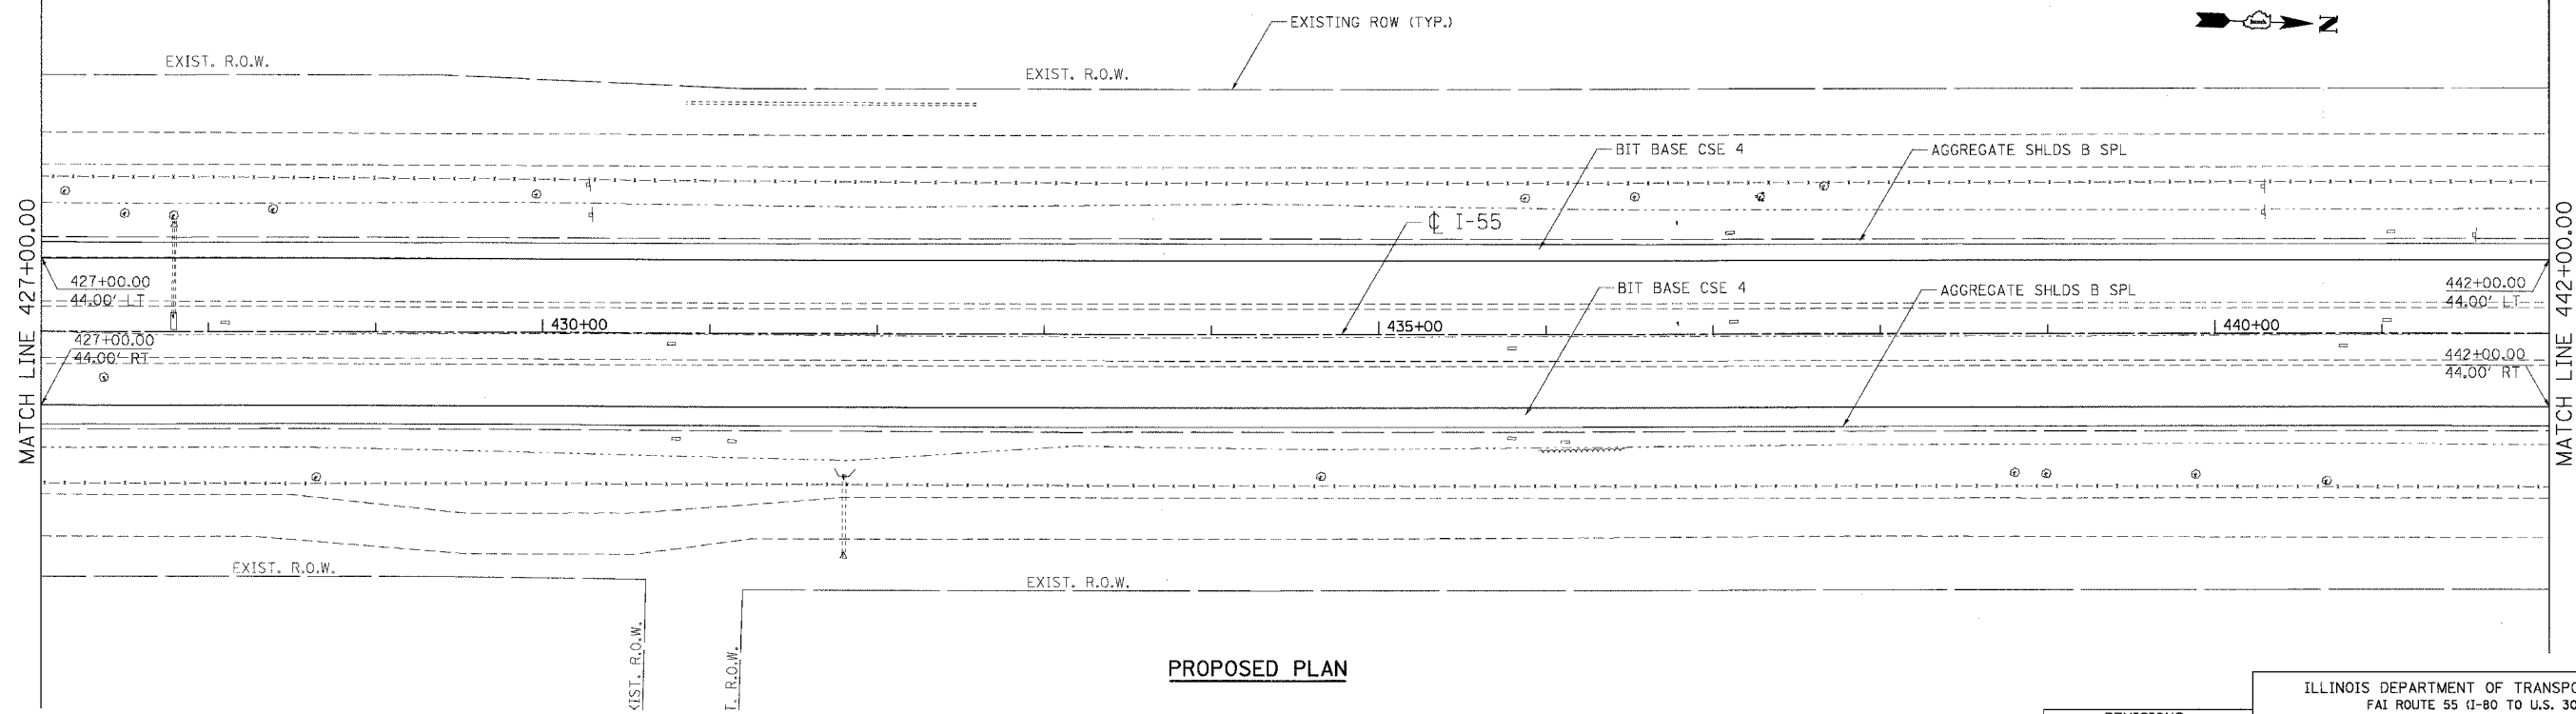 EXISTING ROW (TYP.)
N
EXIST. R.O.W.
EXIST. R.O.W.
BIT BASE CSE 4
AGGREGATE SHLDS B SPL
℄ I-55
MATCH LINE 427+00.00
MATCH LINE 442+00.00
427+00.00
44.00' LT
442+00.00
44.00' LT
BIT BASE CSE 4
AGGREGATE SHLDS B SPL
430+00
435+00
440+00
427+00.00
44.00' RT
442+00.00
44.00' RT
EXIST. R.O.W.
EXIST. R.O.W.
R.O.W.
R.O.W.
PROPOSED PLAN
ILLINOIS DEPARTMENT OF
FAI ROUTE 55 (I-80 TO U.S. 30